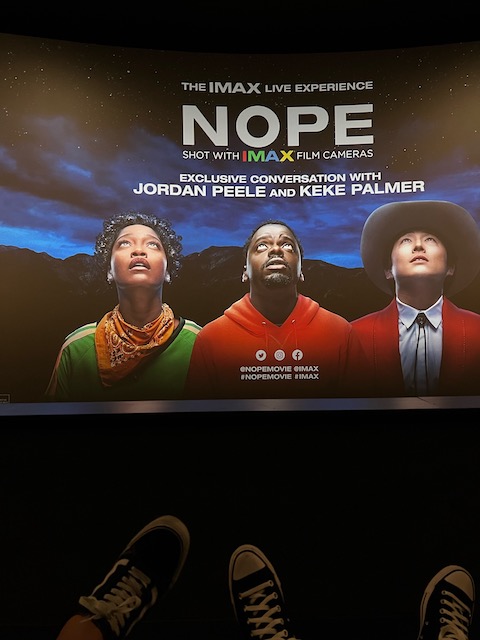 THE IMAX LIVE EXPERIENCE
NOPE
SHOT WITH IMAX FILM CAMERAS
EXCLUSIVE CONVERSATION WITH
JORDAN PEELE AND KEKE PALMER
@NOPEMOVIE @IMAX
#NOPEMOVIE #IMAX